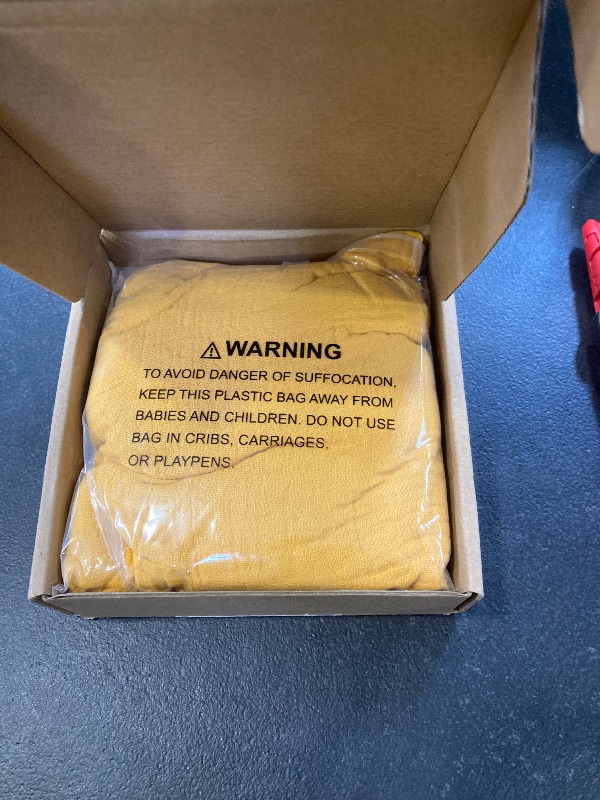 ⚠ WARNING
TO AVOID DANGER OF SUFFOCATION,
KEEP THIS PLASTIC BAG AWAY FROM
BABIES AND CHILDREN. DO NOT USE
BAG IN CRIBS, CARRIAGES,
OR PLAYPENS.